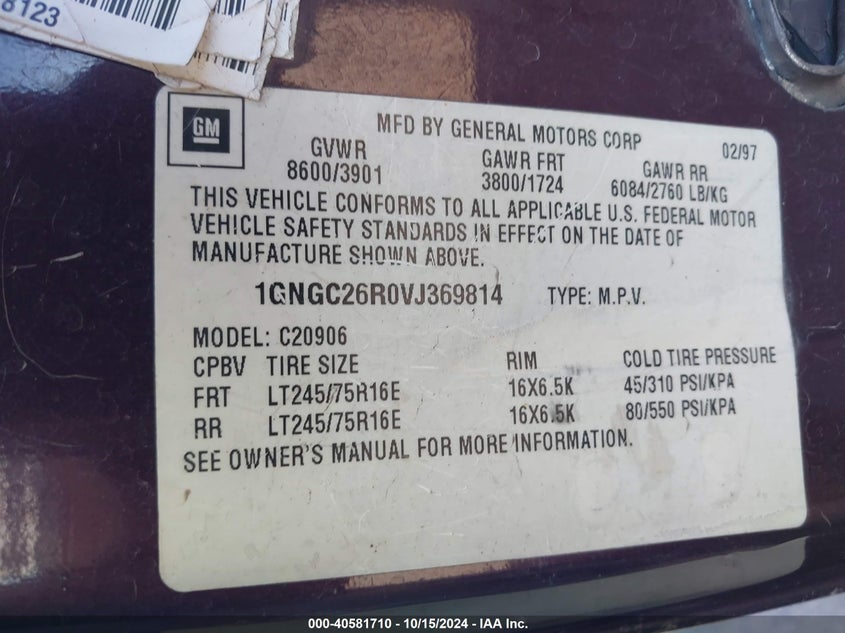 8123
GM
MFD BY GENERAL MOTORS CORP 02/97
GVWR GAWR FRT GAWR RR
8600/3901 3800/1724 6084/2760 LB/KG
THIS VEHICLE CONFORMS TO ALL APPLICABLE U.S. FEDERAL MOTOR
VEHICLE SAFETY STANDARDS IN EFFECT ON THE DATE OF
MANUFACTURE SHOWN ABOVE.
1GNGC26R0VJ369814 TYPE: M.P.V.
MODEL: C20906
CPBV TIRE SIZE RIM COLD TIRE PRESSURE
FRT LT245/75R16E 16X6.5K 45/310 PSI/KPA
RR LT245/75R16E 16X6.5K 80/550 PSI/KPA
SEE OWNER'S MANUAL FOR MORE INFORMATION.
000-40581710 - 10/15/2024 - IAA Inc.